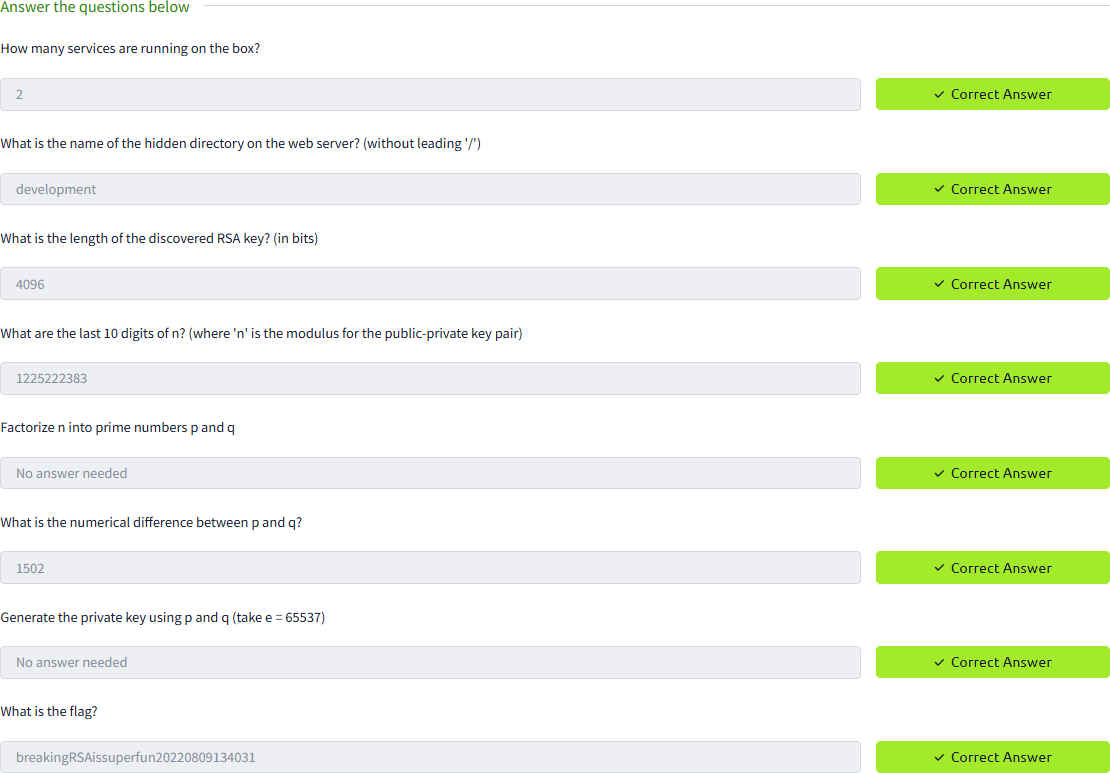 Answer the questions below
How many services are running on the box?
2
✓ Correct Answer
What is the name of the hidden directory on the web server? (without leading '/')
development
✓ Correct Answer
What is the length of the discovered RSA key? (in bits)
4096
✓ Correct Answer
What are the last 10 digits of n? (where 'n' is the modulus for the public-private key pair)
1225222383
✓ Correct Answer
Factorize n into prime numbers p and q
No answer needed
✓ Correct Answer
What is the numerical difference between p and q?
1502
✓ Correct Answer
Generate the private key using p and q (take e = 65537)
No answer needed
✓ Correct Answer
What is the flag?
breakingRSAissuperfun20220809134031
✓ Correct Answer